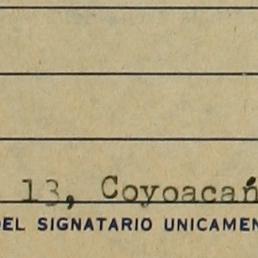 13, Coyoacán
DEL SIGNATARIO UNICAMEN